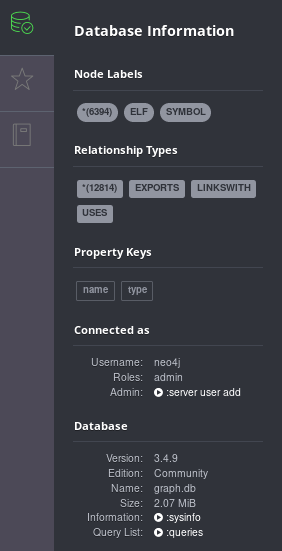 Database Information
Node Labels
*(6394) ELF SYMBOL
Relationship Types
*(12814) EXPORTS LINKSWITH
USES
Property Keys
name type
Connected as
Username: neo4j
Roles: admin
Admin: :server user add
Database
Version: 3.4.9
Edition: Community
Name: graph.db
Size: 2.07 MiB
Information: :sysinfo
Query List: :queries